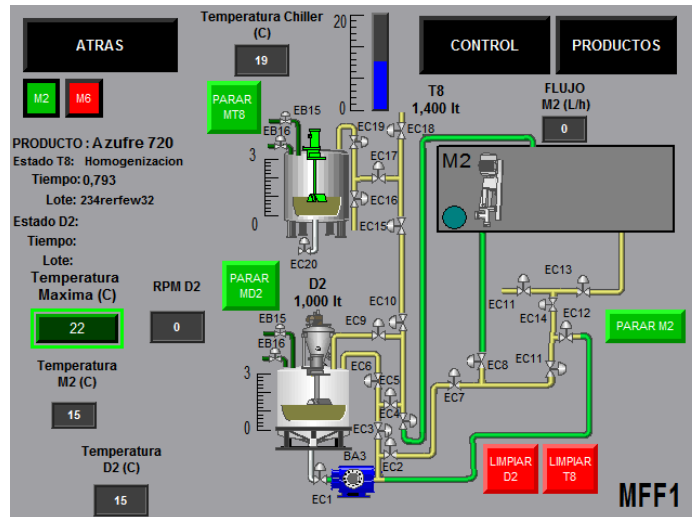 Temperatura Chiller
(C)
19
20
0
ATRAS
CONTROL
PRODUCTOS
M2
M6
PARAR
MT8
EB15
EB16
T8
1,400 lt
FLUJO
M2 (L/h)
0
EC19
EC18
EC17
EC16
EC15
EC20
3
0
M2
PRODUCTO : Azufre 720
Estado T8: Homogenizacion
Tiempo: 0,793
Lote: 234rerfew32
Estado D2:
Tiempo:
Lote:
Temperatura
Maxima (C)
22
RPM D2
0
PARAR
MD2
D2
1,000 lt
EC10
EB15
EB16
EC9
EC6
EC5
EC4
EC3
EC2
3
0
BA3
EC1
EC13
EC11
EC14
EC12
EC11
EC8
EC7
PARAR M2
Temperatura
M2 (C)
15
Temperatura
D2 (C)
15
LIMPIAR
D2
LIMPIAR
T8
MFF1